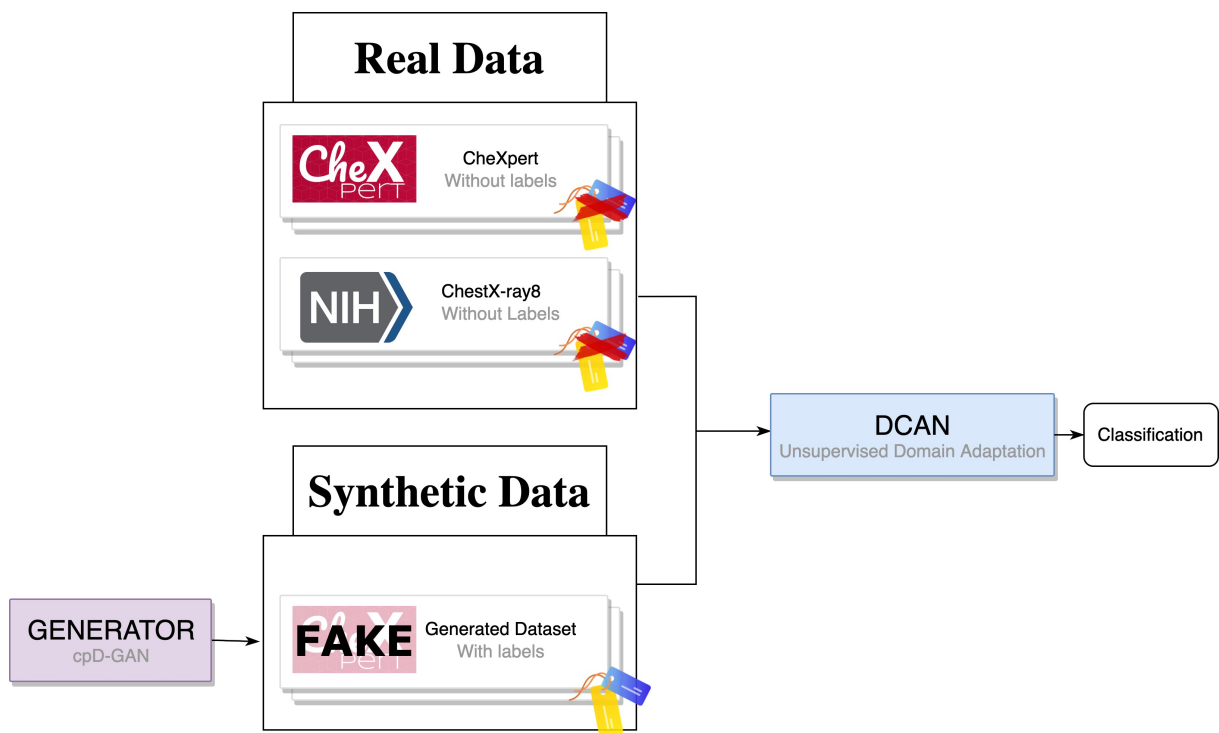 Real Data
CheXpert
CheXpert
Without labels
NIH
ChestX-ray8
Without Labels
DCAN
Unsupervised Domain Adaptation
Classification
Synthetic Data
GENERATOR
cpD-GAN
CheXpert
FAKE
Generated Dataset
With labels